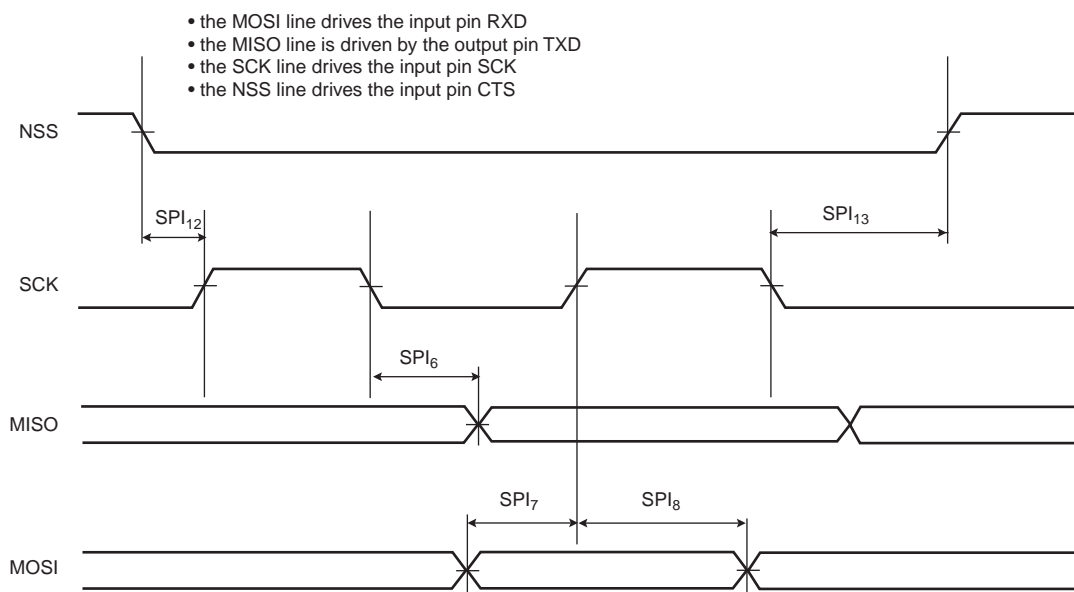 • the MOSI line drives the input pin RXD
• the MISO line is driven by the output pin TXD
• the SCK line drives the input pin SCK
• the NSS line drives the input pin CTS
NSS
SPI12
SPI13
SCK
SPI6
MISO
SPI7
SPI8
MOSI